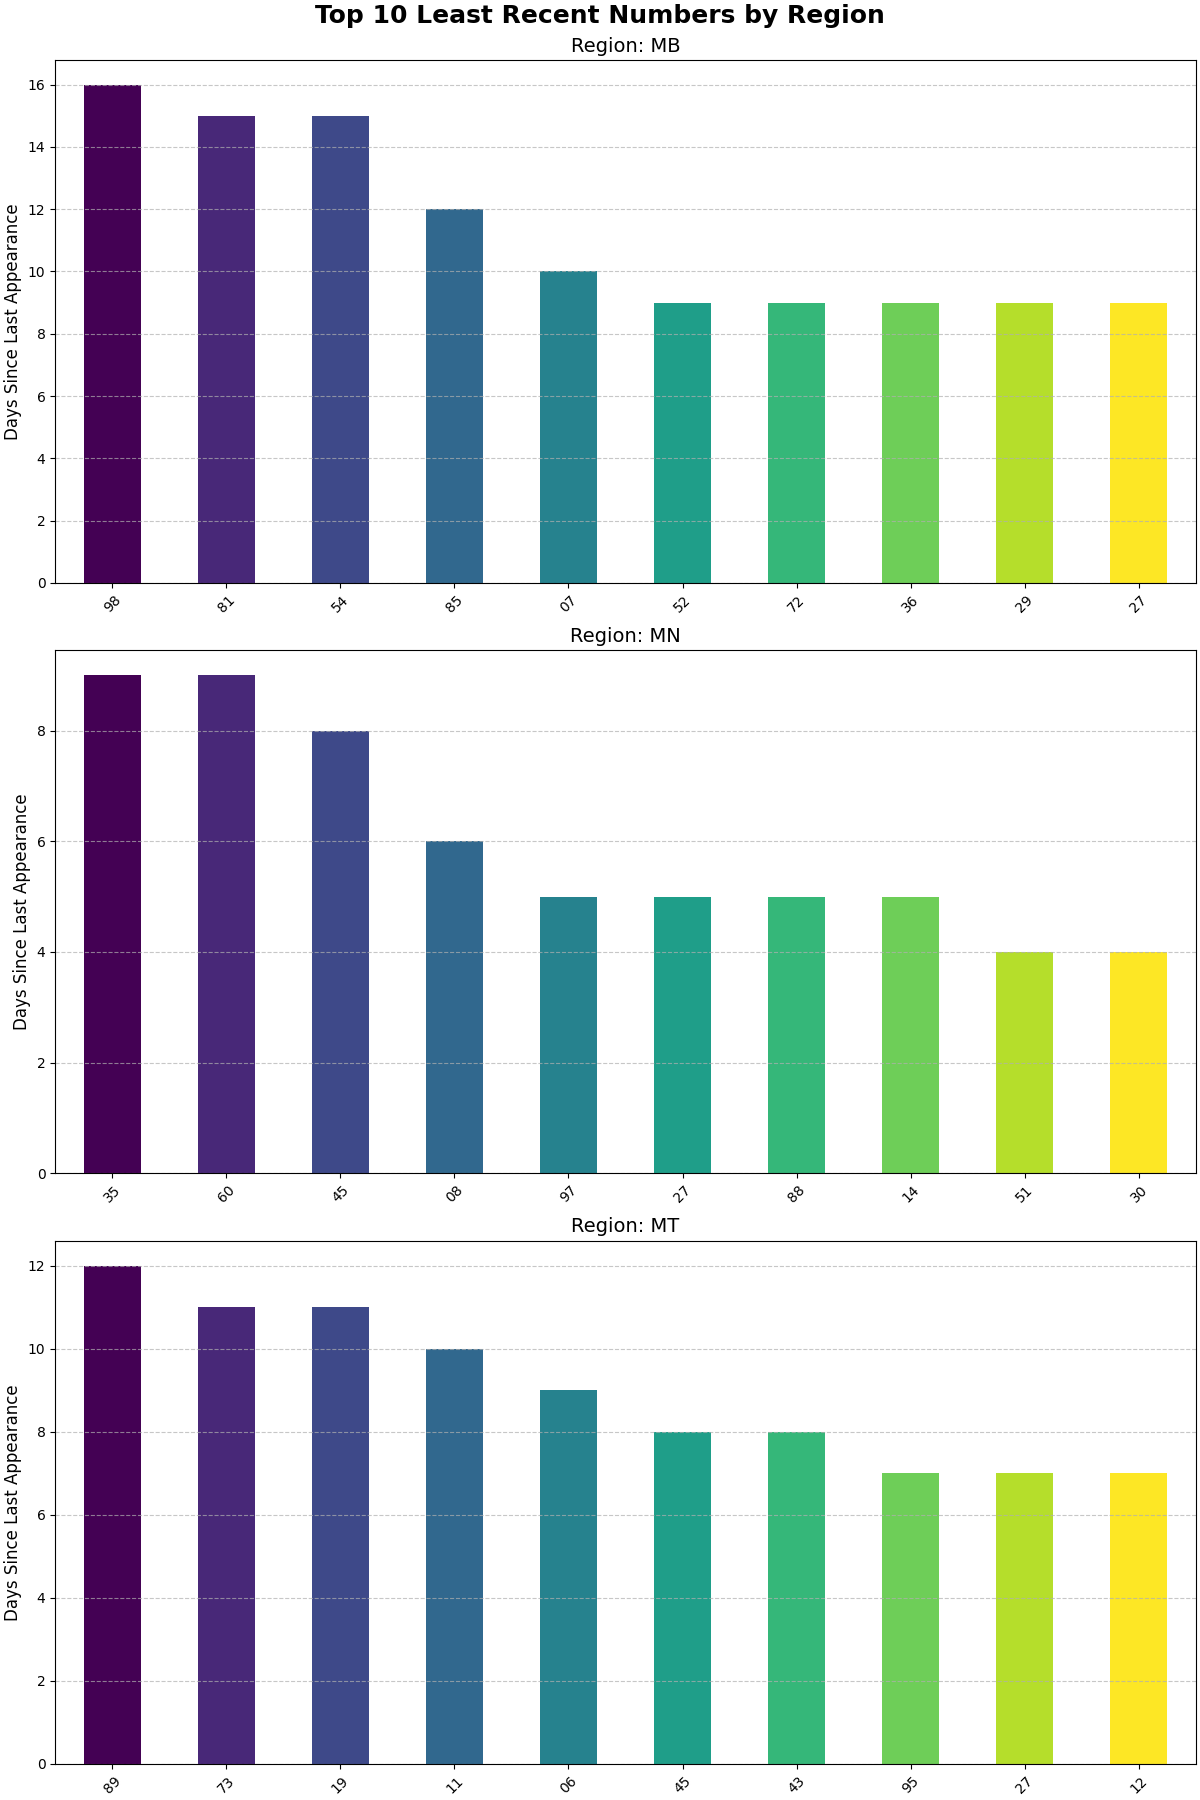 Top 10 Least Recent Numbers by Region
Region: MB
Days Since Last Appearance
16
14
12
10
8
6
4
2
0
98 81 54 85 07 52 72 36 29 27
Region: MN
Days Since Last Appearance
8
6
4
2
0
35 60 45 08 97 27 88 14 51 30
Region: MT
Days Since Last Appearance
12
10
8
6
4
2
0
89 73 19 11 06 45 43 95 27 12